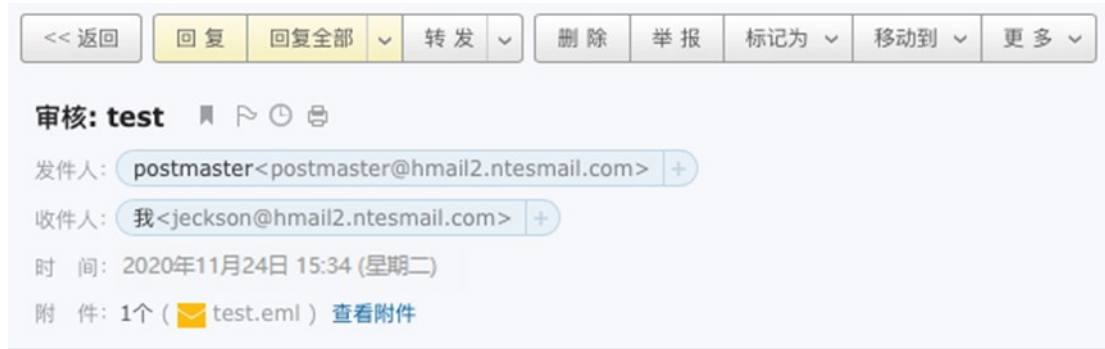 << 返回 回 复 回复全部 转 发 删 除 举 报 标记为 移动到 更 多
审核: test
发件人: postmaster<postmaster@hmail2.ntesmail.com> +
收件人: 我<jeckson@hmail2.ntesmail.com> +
时 间: 2020年11月24日 15:34 (星期二)
附 件: 1个 ( test.eml ) 查看附件